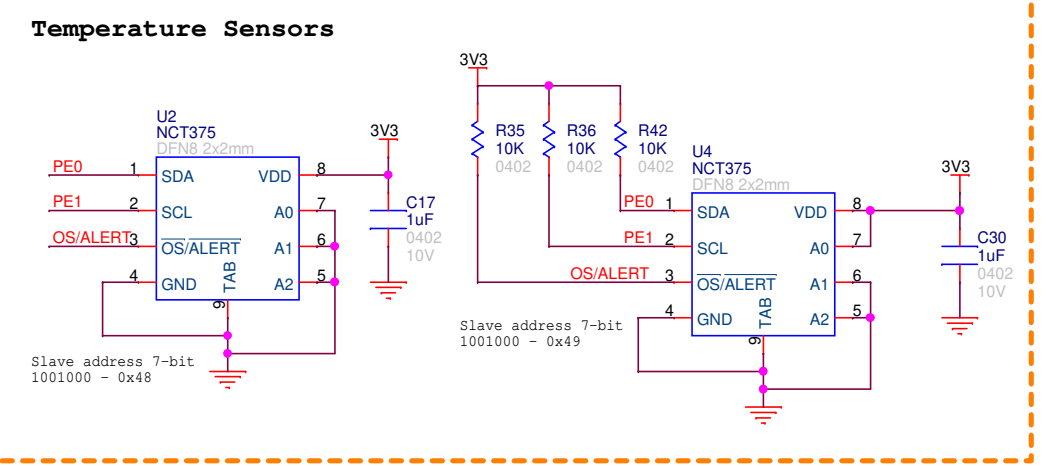 Temperature Sensors
U2
NCT375
DFN8 2x2mm
PE0 1 SDA VDD 8
PE1 2 SCL A0 7
OS/ALERT 3 OS/ALERT A1 6
4 GND TAB A2 5
9
3V3
C17
1uF
0402
10V
Slave address 7-bit
1001000 - 0x48
3V3
R35
10K
0402
R36
10K
0402
R42
10K
0402
U4
NCT375
DFN8 2x2mm
PE0 1 SDA VDD 8
PE1 2 SCL A0 7
OS/ALERT 3 OS/ALERT A1 6
4 GND TAB A2 5
9
3V3
C30
1uF
0402
10V
Slave address 7-bit
1001000 - 0x49